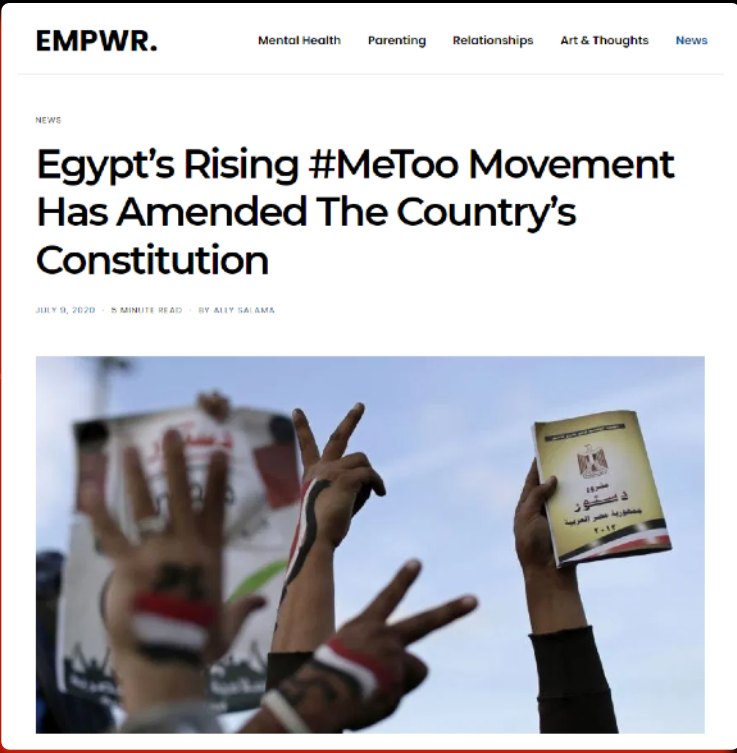 EMPWR.
Mental Health Parenting Relationships Art & Thoughts News
NEWS
Egypt's Rising #MeToo Movement
Has Amended The Country's
Constitution
JULY 9, 2020 · 5 MINUTE READ · BY ALLY SALAMA
دستور
مشروع
دستور
جمهورية مصر العربية
٢٠١٢